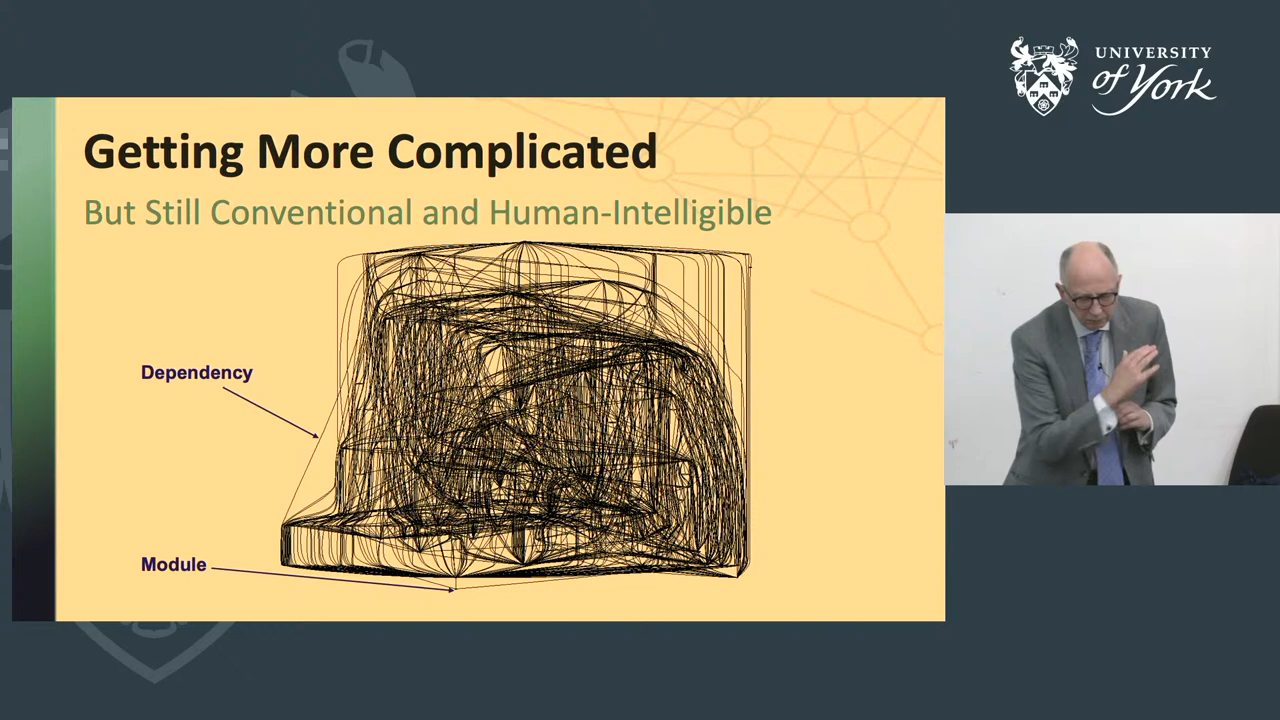 UNIVERSITY
of York
Getting More Complicated
But Still Conventional and Human-Intelligible
Dependency
Module